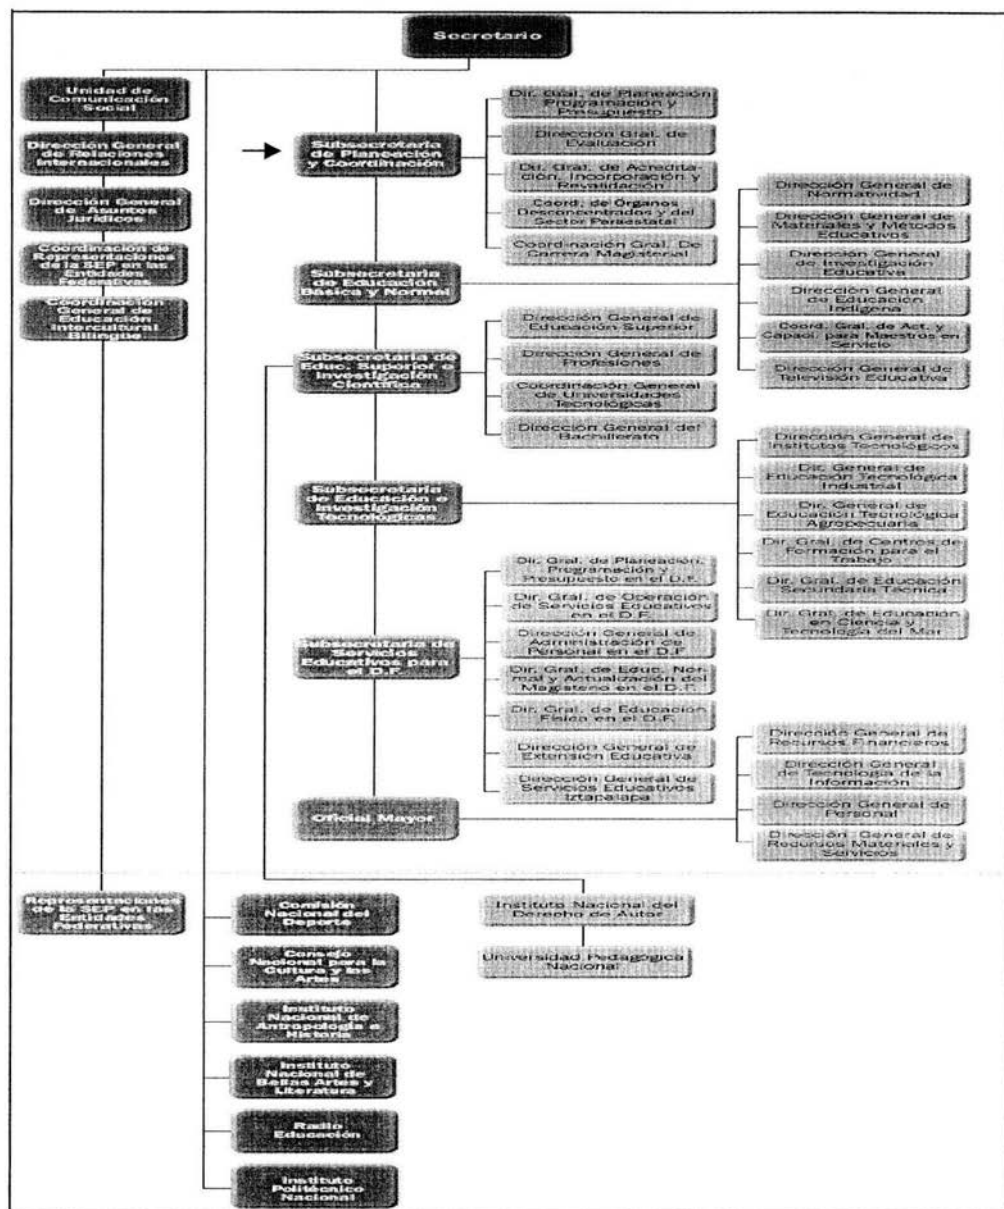 Secretario
Unidad de
Comunicación
Social
Dirección General
de Relaciones
Internacionales
Dirección General
de Asuntos
Jurídicos
Coordinación de
Representaciones
de la SEP en las
Entidades
Federativas
Coordinación
General de
Educación
Intercultural
Bilingüe
Subsecretaría
de Planeación
y Coordinación
Dir. Gral. de Planeación
Programación y
Presupuesto
Dirección Gral. de
Evaluación
Dir. Gral. de Acredita-
ción, Incorporación y
Revalidación
Coord. de Órganos
Desconcentrados y del
Sector Paraestatal
Coord-nación Gral. De
Carrera Magisterial
Subsecretaría
de Educación
Básica y Normal
Dirección General de
Normatividad
Dirección General de
Materiales y Métodos
Educativos
Dirección General
de Investigación
Educativa
Dirección General
de Educación
Indígena
Coord. Gral. de Act. y
Capaci/ para Maestros en
Servicio
Dirección General de
Televisión Educativa
Subsecretaría de
Educ. Superior e
Investigación
Científica
Dirección General de
Educación Superior
Dirección General de
Profesiones
Coordinación General
de Universidades
Tecnológicas
Dirección General del
Bachillerato
Subsecretaría
de Educación e
Investigación
Tecnológicas
Dirección General de
Institutos Tecnológicos
Dir. General de
Educación Tecnológica
Industrial
Dir. General de
Educación Tecnológica
Agropecuaria
Dir. Gral. de Centros de
Formación para el
Trabajo
Dir. Gral. de Educación
Secundaria Técnica
Dir. Gral. de Educación
en Ciencia y
Tecnología del Mar
Subsecretaría de
Servicios
Educativos para
el D.F.
Dir. Gral. de Planeación,
Programación y
Presupuesto en el D.F.
Dir. Gral. de Operación
de Servicios Educativos
en el D.F.
Dirección General de
Administración de
Personal en el D.F
Dir. Gral. de Educ. Nor-
mal y Actualización del
Magisterio en el D.F.
Dir. Gral. de Educación
Física en el D.F.
Dirección General de
Extensión Educativa
Dirección General de
Servicios Educativos
Iztapalapa
Oficial Mayor
Dirección General de
Recursos Financieros
Dirección General
de Tecnología de la
Información
Dirección General de
Personal
Dirección General de
Recursos Materiales y
Servicios
Representaciones
de la SEP en las
Entidades
Federativas
Comisión
Nacional del
Deporte
Consejo
Nacional para la
Cultura y las
Artes
Instituto
Nacional de
Antropología e
Historia
Instituto
Nacional de
Bellas Artes y
Literatura
Radio
Educación
Instituto
Politécnico
Nacional
Instituto Nacional del
Derecho de Autor
Universidad Pedagógica
Nacional